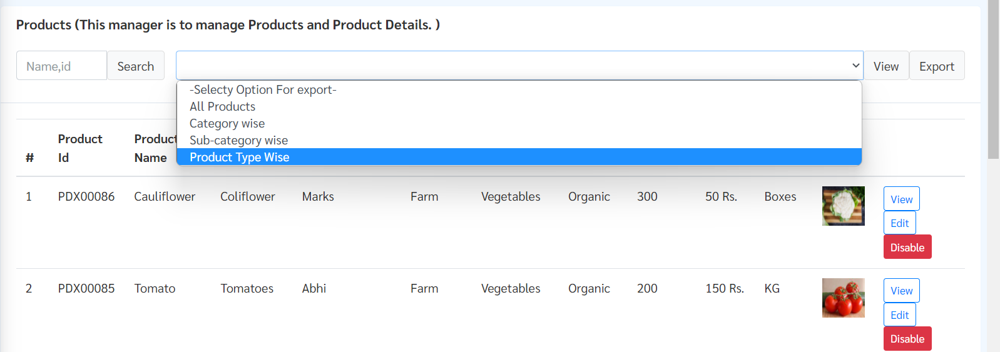 Products (This manager is to manage Products and Product Details. )
Name,id Search View Export
-Selecty Option For export-
All Products
Category wise
Sub-category wise
Product Type Wise
# Product Id Product Name
1 PDX00086 Cauliflower Coliflower Marks Farm Vegetables Organic 300 50 Rs. Boxes View
Edit
Disable
2 PDX00085 Tomato Tomatoes Abhi Farm Vegetables Organic 200 150 Rs. KG View
Edit
Disable